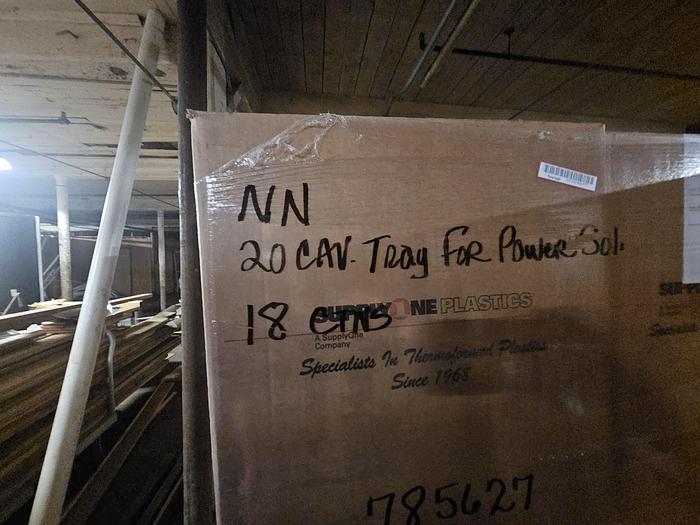 NN
20 CAV. Tray For Power Sol.
18 CTNS
SUPPLYONE PLASTICS
A SupplyOne
Company
Specialists In Thermoformed Plastics
Since 1968
785627